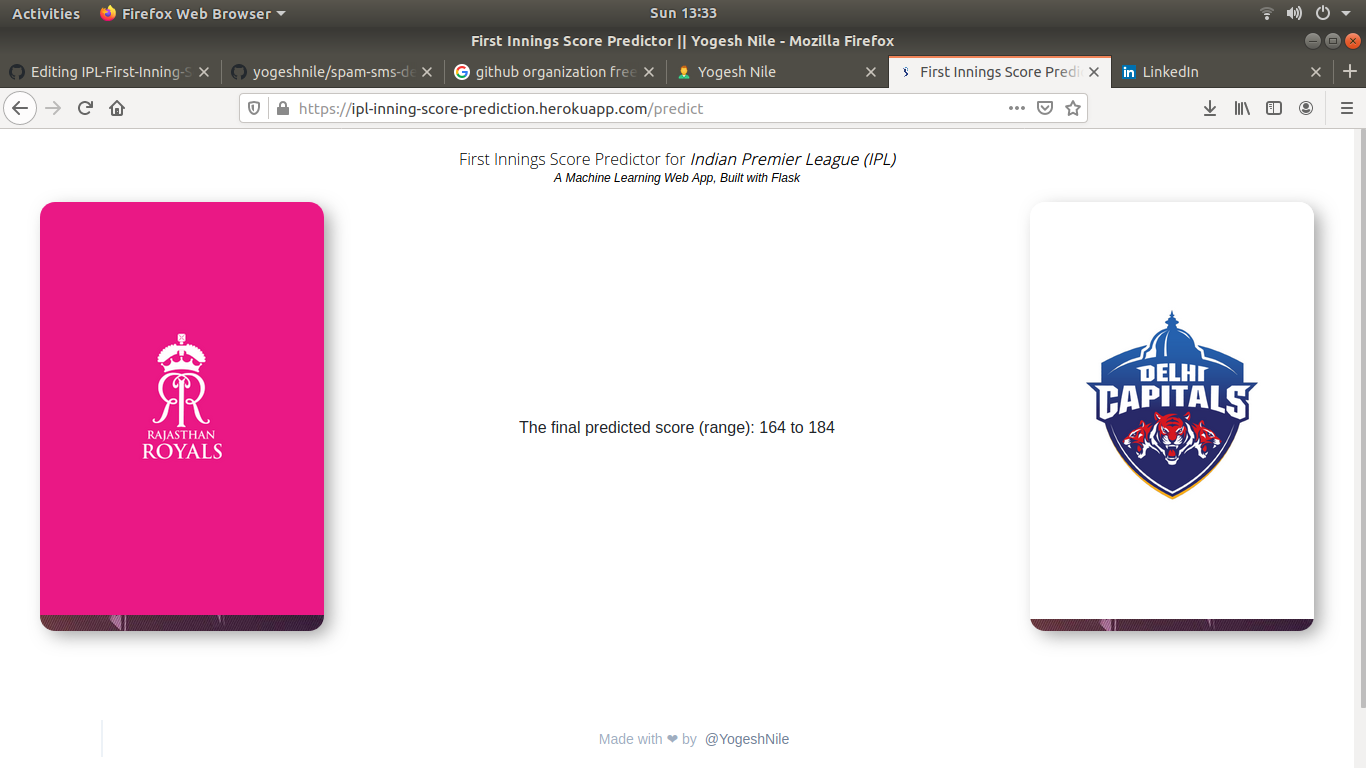 Activities Firefox Web Browser Sun 13:33
First Innings Score Predictor || Yogesh Nile - Mozilla Firefox
Editing IPL-First-Inning-S yogeshnile/spam-sms-de github organization free Yogesh Nile First Innings Score Predi LinkedIn
https://ipl-inning-score-prediction.herokuapp.com/predict
First Innings Score Predictor for Indian Premier League (IPL)
A Machine Learning Web App, Built with Flask
RAJASTHAN
ROYALS
DELHI
CAPITALS
The final predicted score (range): 164 to 184
Made with ❤ by @YogeshNile